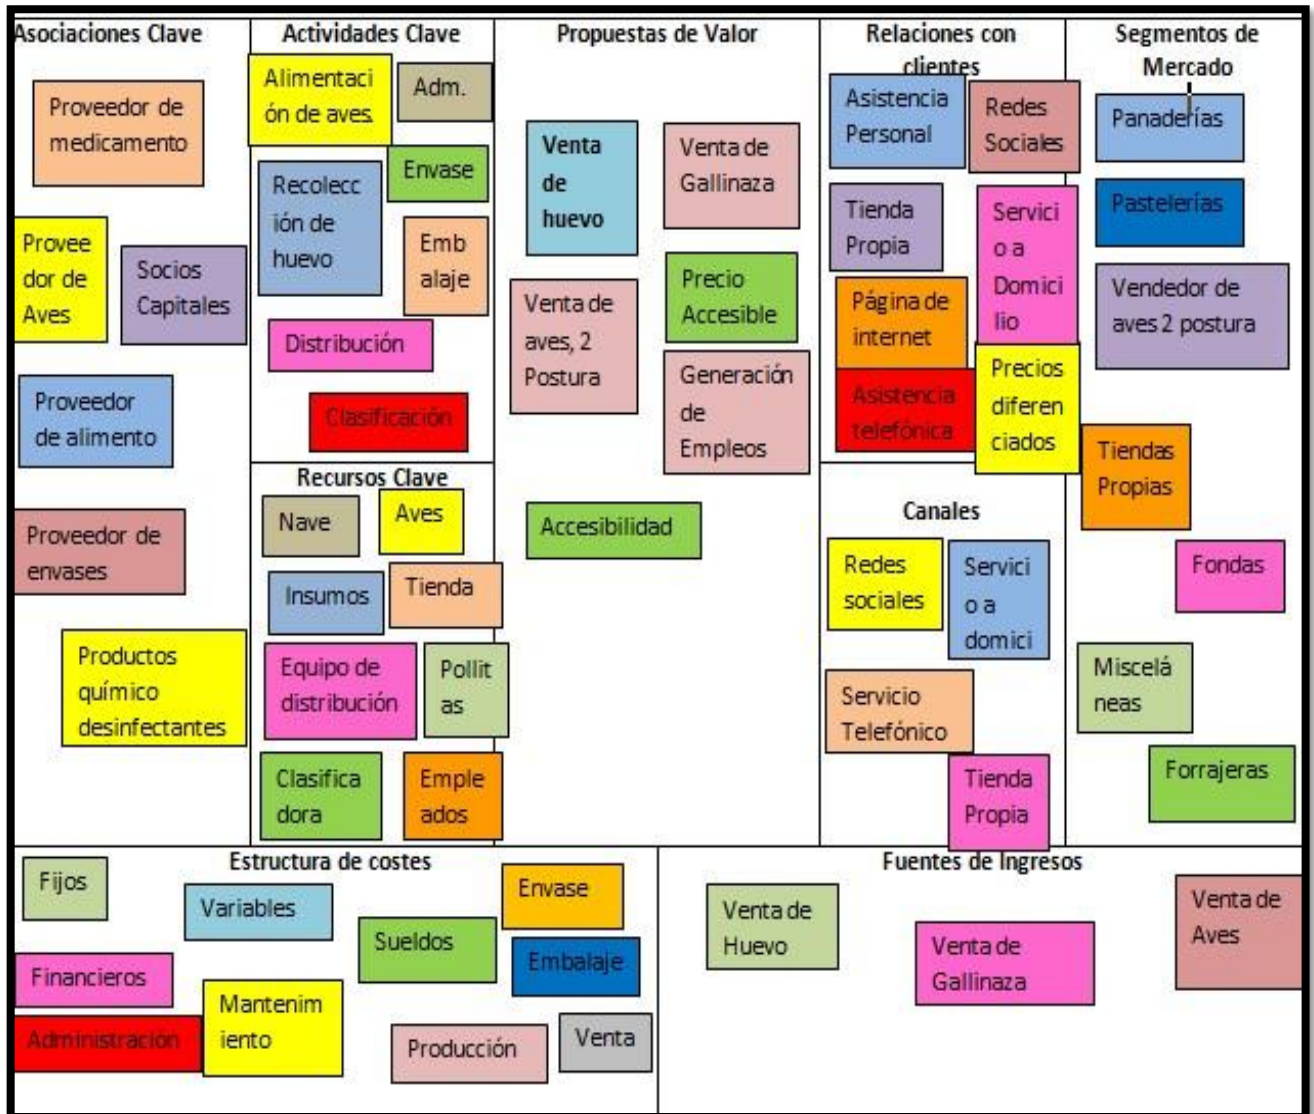 Asociaciones Clave
Proveedor de
medicamento
Provee
dor de
Aves
Socios
Capitales
Proveedor
de alimento
Proveedor de
envases
Productos
químico
desinfectantes
Actividades Clave
Alimentaci
ón de aves.
Adm.
Envase
Recolecc
ión de
huevo
Emb
alaje
Distribución
Clasificación
Recursos Clave
Nave
Aves
Insumos
Tienda
Equipo de
distribución
Pollit
as
Clasifica
dora
Emple
ados
Propuestas de Valor
Venta
de
huevo
Venta de
Gallinaza
Precio
Accesible
Venta de
aves, 2
Postura
Generación
de
Empleos
Accesibilidad
Relaciones con
clientes
Asistencia
Personal
Redes
Sociales
Tienda
Propia
Servici
o a
Domici
lio
Página de
internet
Asistencia
telefónica
Precios
diferen
ciados
Canales
Redes
sociales
Servici
o a
domici
Servicio
Telefónico
Tienda
Propia
Segmentos de
Mercado
Panaderías
Pastelerías
Vendedor de
aves 2 postura
Tiendas
Propias
Fondas
Miscelá
neas
Forrajeras
Estructura de costes
Fijos
Variables
Envase
Sueldos
Embalaje
Financieros
Mantenim
iento
Administración
Producción
Venta
Fuentes de Ingresos
Venta de
Huevo
Venta de
Gallinaza
Venta de
Aves